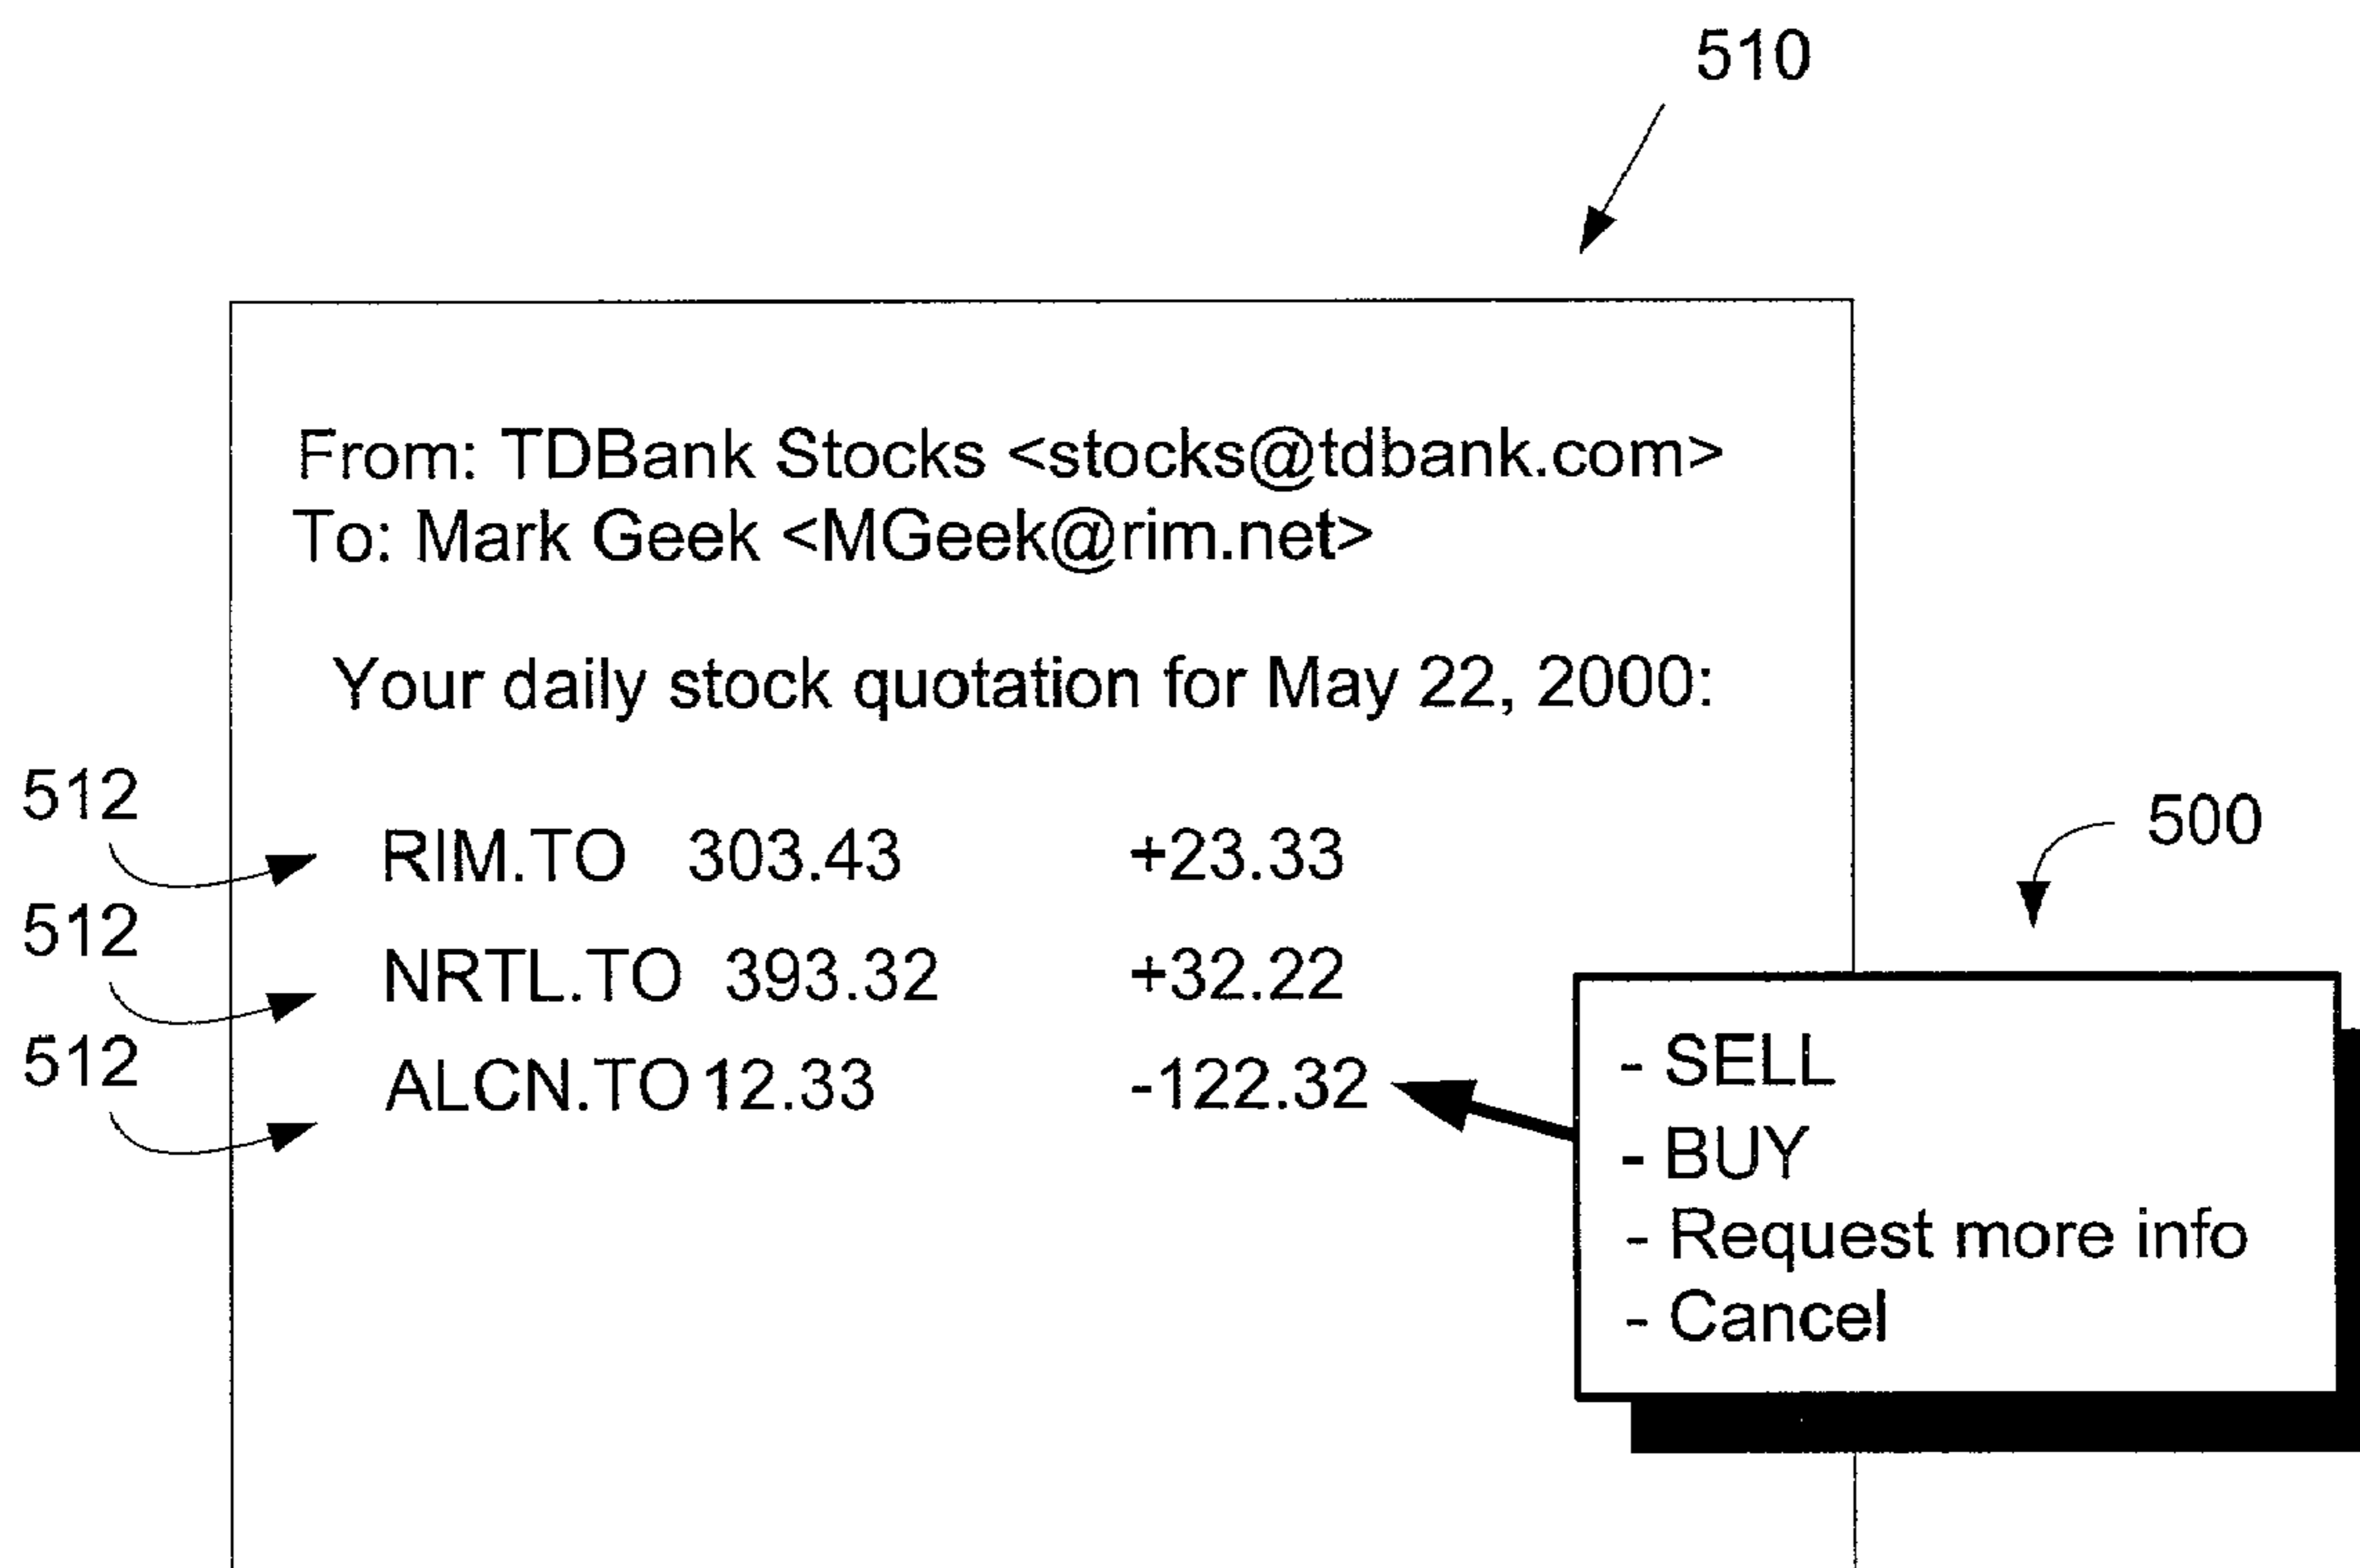 510
From: TDBank Stocks <stocks@tdbank.com>
To: Mark Geek <MGeek@rim.net>
Your daily stock quotation for May 22, 2000:
512
500
RIM.TO 303.43 +23.33
512
NRTL.TO 393.32 +32.22
512
ALCN.TO 12.33 -122.32
- SELL
- BUY
- Request more info
- Cancel